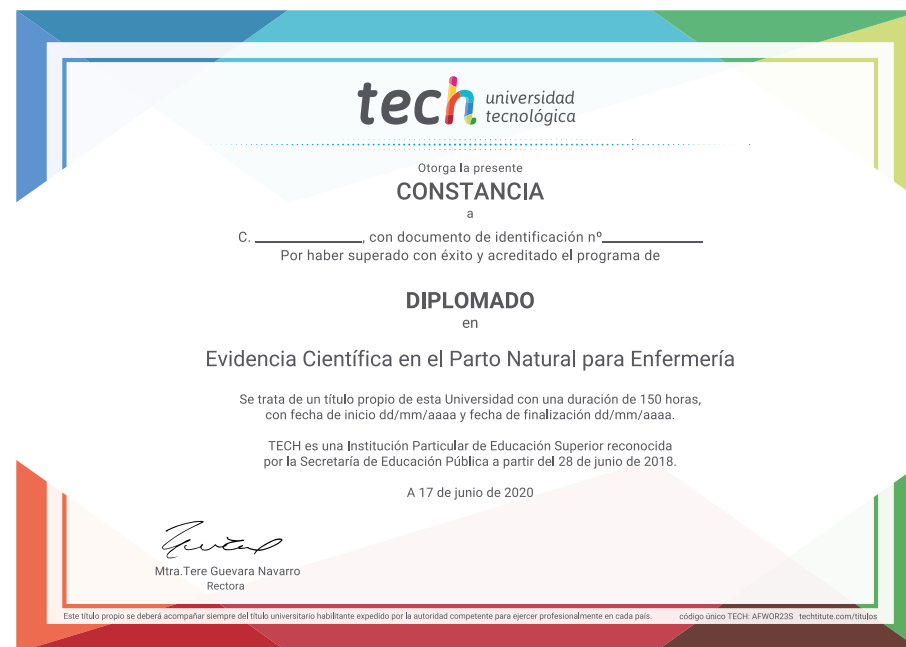 tech universidad
tecnológica
Otorga la presente
CONSTANCIA
a
C. ____________, con documento de identificación nº____________
Por haber superado con éxito y acreditado el programa de
DIPLOMADO
en
Evidencia Científica en el Parto Natural para Enfermería
Se trata de un título propio de esta Universidad con una duración de 150 horas,
con fecha de inicio dd/mm/aaaa y fecha de finalización dd/mm/aaaa.
TECH es una Institución Particular de Educación Superior reconocida
por la Secretaría de Educación Pública a partir del 28 de junio de 2018.
A 17 de junio de 2020
Mtra.Tere Guevara Navarro
Rectora
Este título propio se deberá acompañar siempre del título universitario habilitante expedido por la autoridad competente para ejercer profesionalmente en cada país. código único TECH: AFWOR23S techtitute.com/titulos